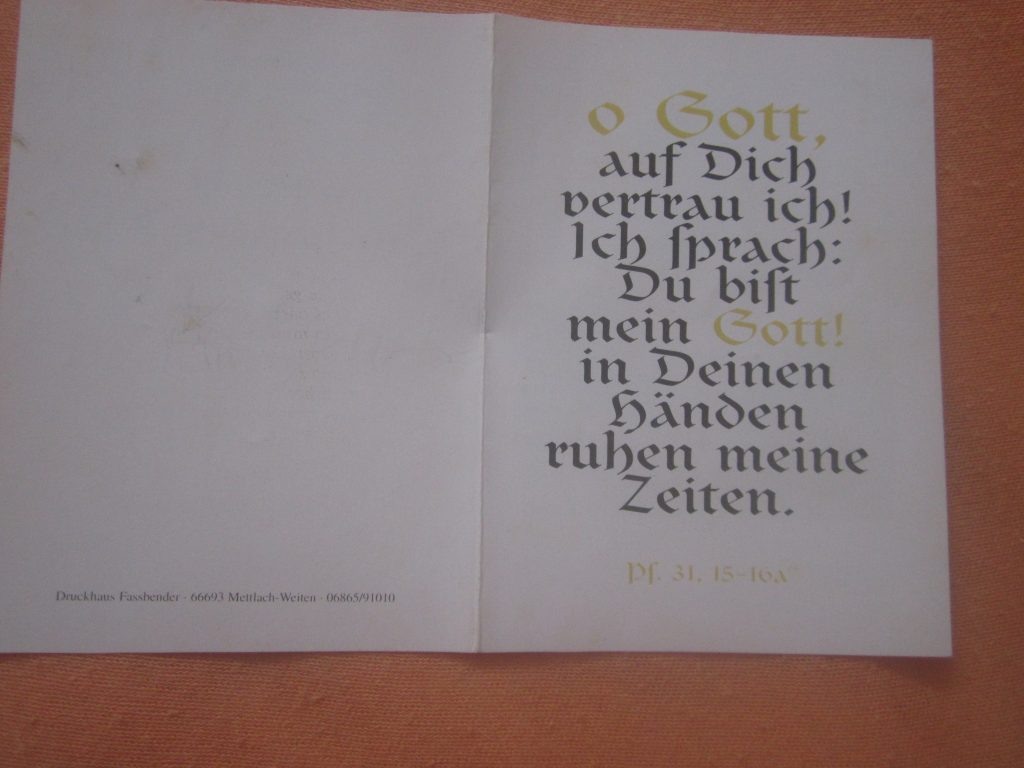 o Gott,
auf Dich
vertrau ich!
Ich ſprach:
Du biſt
mein Gott!
in Deinen
Händen
ruhen meine
Zeiten.
Pſ. 31, 15-16a
Druckhaus Fassbender · 66693 Mettlach-Weiten · 06865/91010